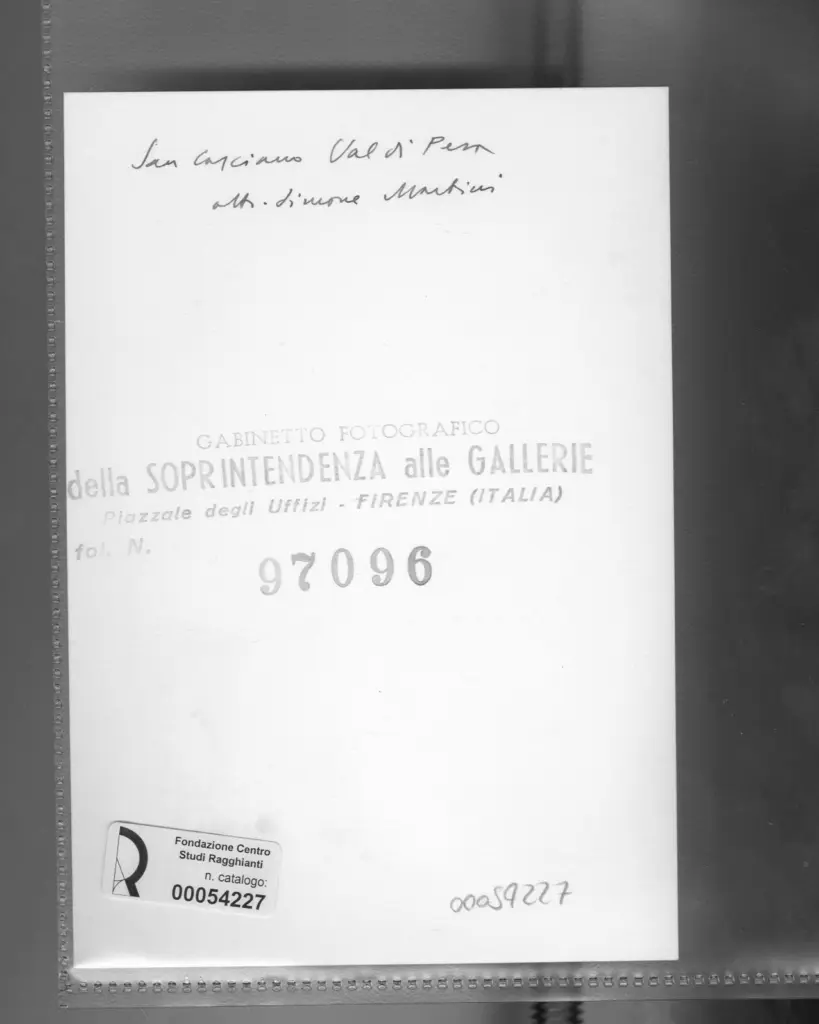 San Casciano Val di Pesa
attr. Simone Martini
GABINETTO FOTOGRAFICO
della SOPRINTENDENZA alle GALLERIE
Piazzale degli Uffizi - FIRENZE (ITALIA)
fot. N.
97096
Fondazione Centro
Studi Ragghianti
n. catalogo:
00054227
00054227